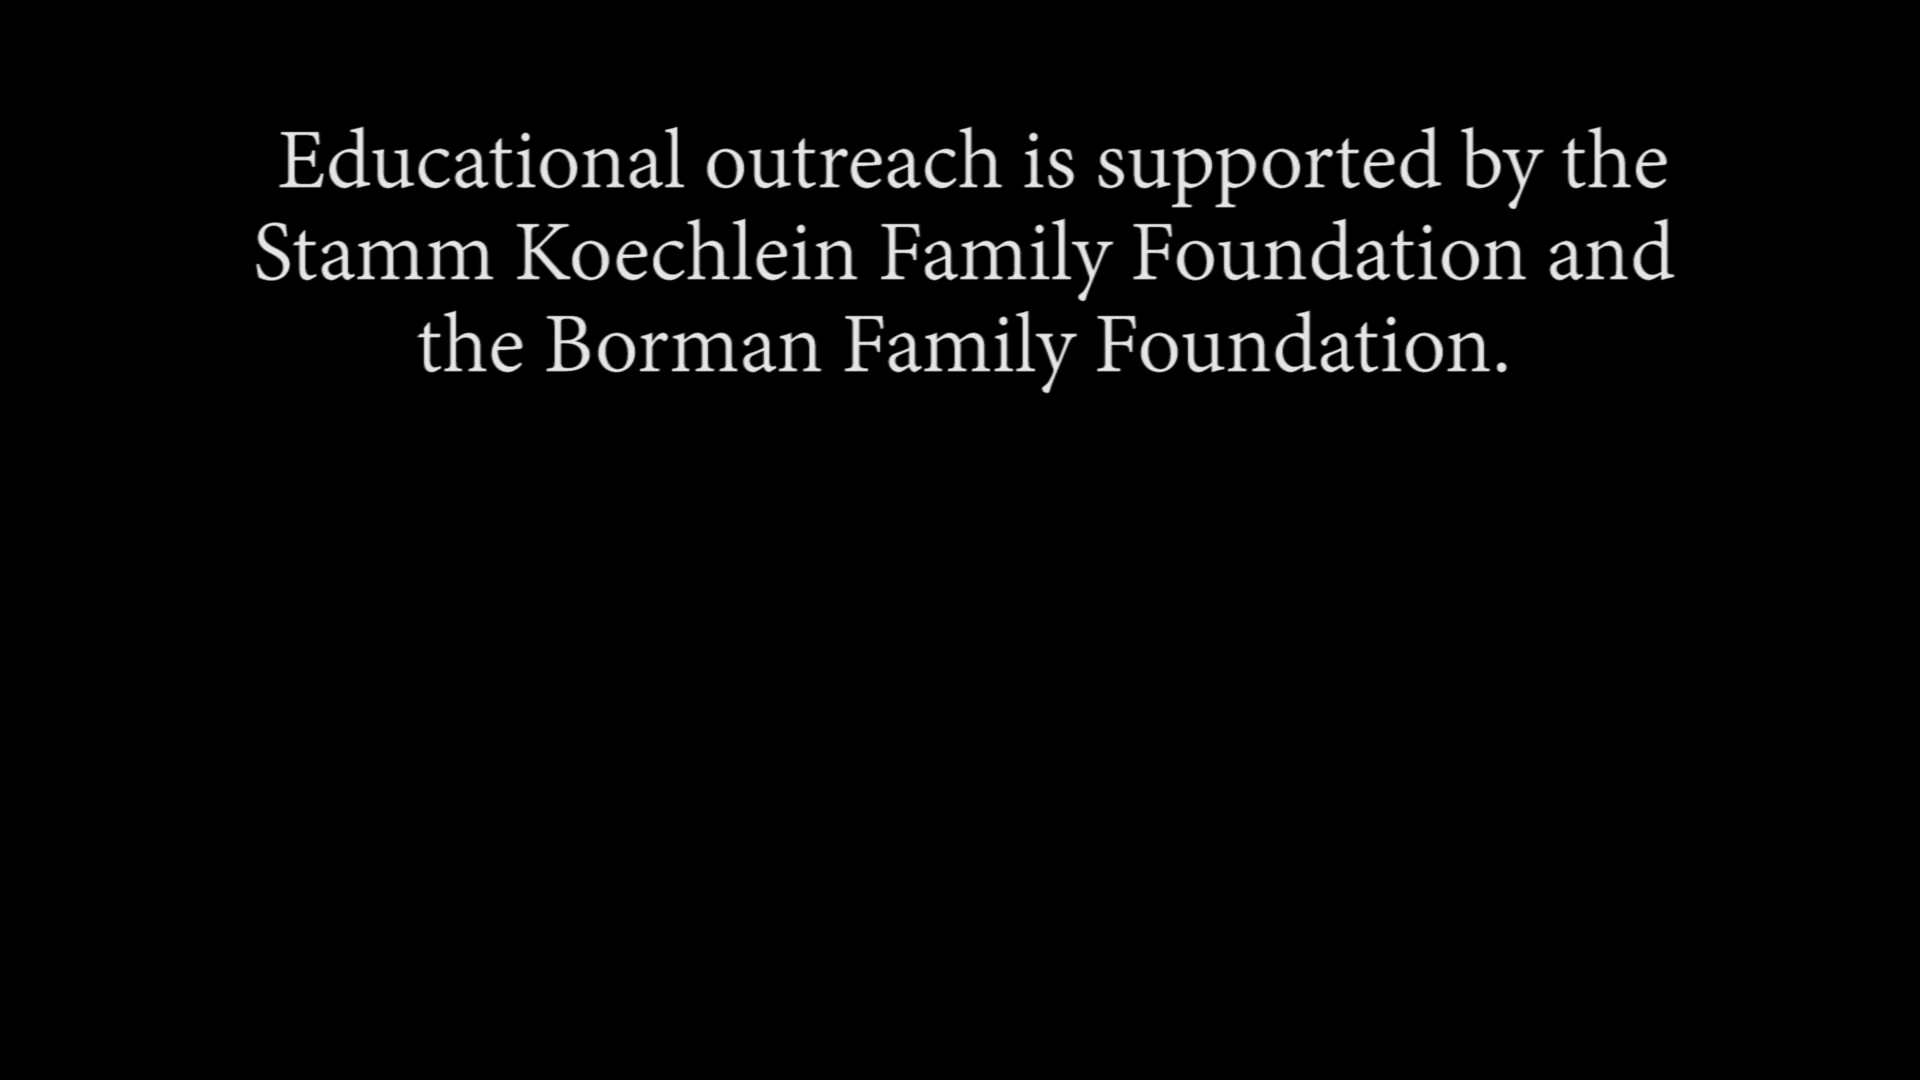 Educational outreach is supported by the
Stamm Koechlein Family Foundation and
the Borman Family Foundation.